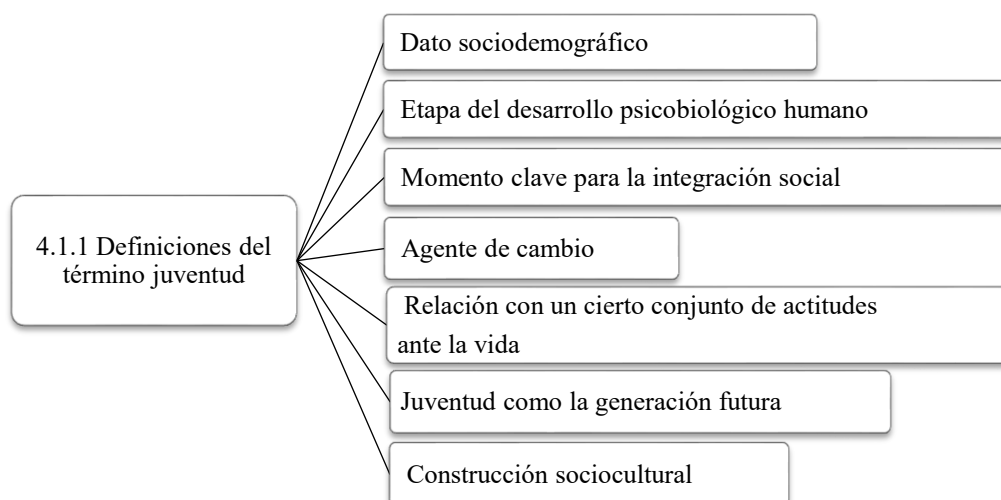 4.1.1 Definiciones del
término juventud
Dato sociodemográfico
Etapa del desarrollo psicobiológico humano
Momento clave para la integración social
Agente de cambio
Relación con un cierto conjunto de actitudes
ante la vida
Juventud como la generación futura
Construcción sociocultural